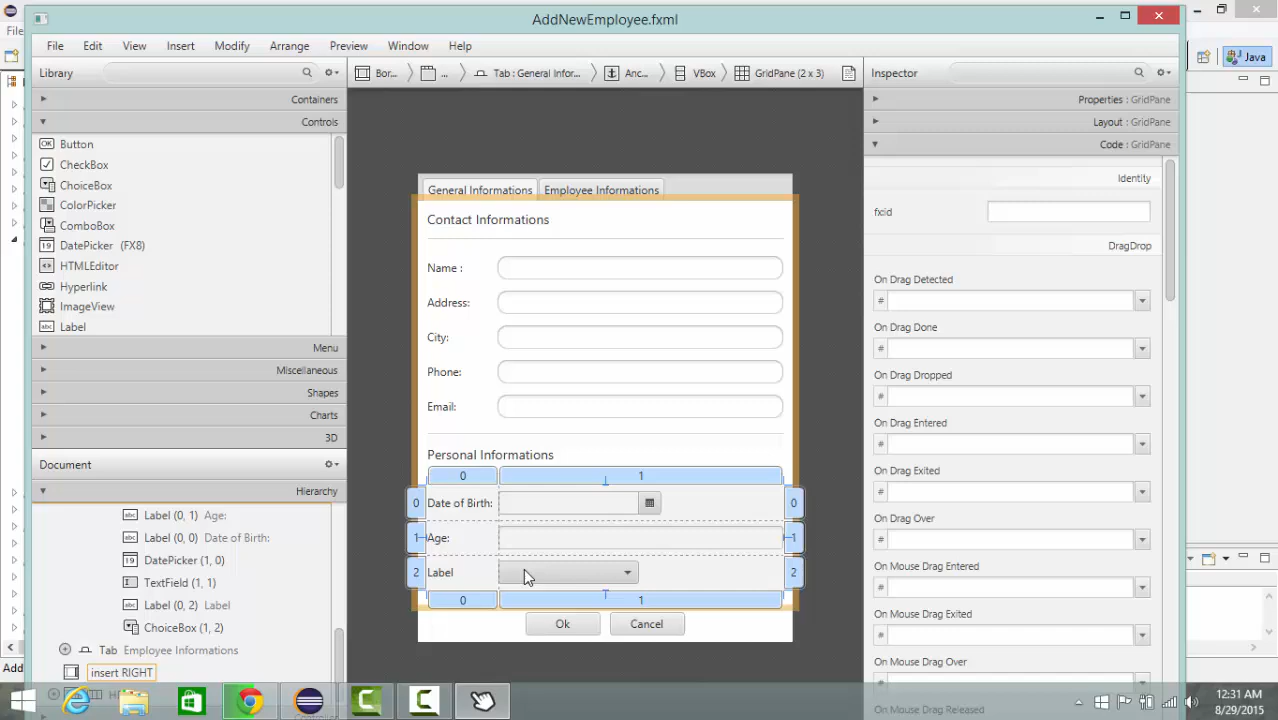 AddNewEmployee.fxml
File
File Edit View Insert Modify Arrange Preview Window Help
Java
Library
Bor... ... Tab : General Infor... Anc... VBox GridPane (2 x 3)
Inspector
Containers
Controls
Button
CheckBox
ChoiceBox
ColorPicker
ComboBox
DatePicker (FX8)
HTMLEditor
Hyperlink
ImageView
Label
Menu
Miscellaneous
Shapes
Charts
3D
Document
Hierarchy
Label (0, 1) Age:
Label (0, 0) Date of Birth:
DatePicker (1, 0)
TextField (1, 1)
Label (0, 2) Label
ChoiceBox (1, 2)
Tab Employee Informations
insert RIGHT
General Informations Employee Informations
Contact Informations
Name :
Address:
City:
Phone:
Email:
Personal Informations
0 1
0 Date of Birth: 0
1 Age: 1
2 Label 2
0 1
Ok Cancel
Properties : GridPane
Layout : GridPane
Code : GridPane
Identity
fx:id
DragDrop
On Drag Detected
#
On Drag Done
#
On Drag Dropped
#
On Drag Entered
#
On Drag Exited
#
On Drag Over
#
On Mouse Drag Entered
#
On Mouse Drag Exited
#
On Mouse Drag Over
On Mouse Drag Released
Add
12:31 AM
8/29/2015